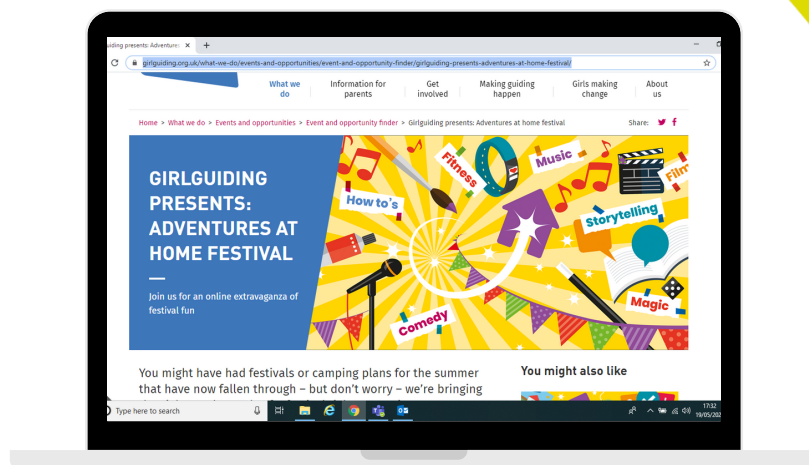 uiding presents: Adventures
girlguiding.org.uk/what-we-do/events-and-opportunities/event-and-opportunity-finder/girlguiding-presents-adventures-at-home-festival/
What we do
Information for parents
Get involved
Making guiding happen
Girls making change
About us
Home > What we do > Events and opportunities > Event and opportunity finder > Girlguiding presents: Adventures at home festival
Share:
GIRLGUIDING
PRESENTS:
ADVENTURES AT
HOME FESTIVAL
Join us for an online extravaganza of
festival fun
How to's
Fitness
Music
Film
Storytelling
Magic
Comedy
You might have had festivals or camping plans for the summer
that have now fallen through – but don't worry – we're bringing
You might also like
Type here to search
17:32
19/05/202